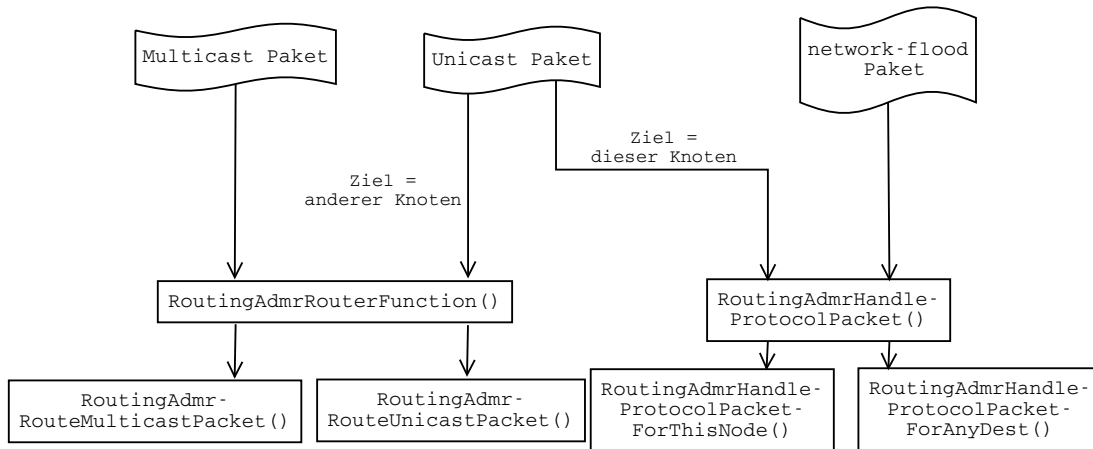 Multicast Paket
Unicast Paket
network-flood
Paket
Ziel =
dieser Knoten
Ziel =
anderer Knoten
RoutingAdmrRouterFunction()
RoutingAdmrHandle-
ProtocolPacket()
RoutingAdmr-
RouteMulticastPacket()
RoutingAdmr-
RouteUnicastPacket()
RoutingAdmrHandle-
ProtocolPacket-
ForThisNode()
RoutingAdmrHandle-
ProtocolPacket-
ForAnyDest()